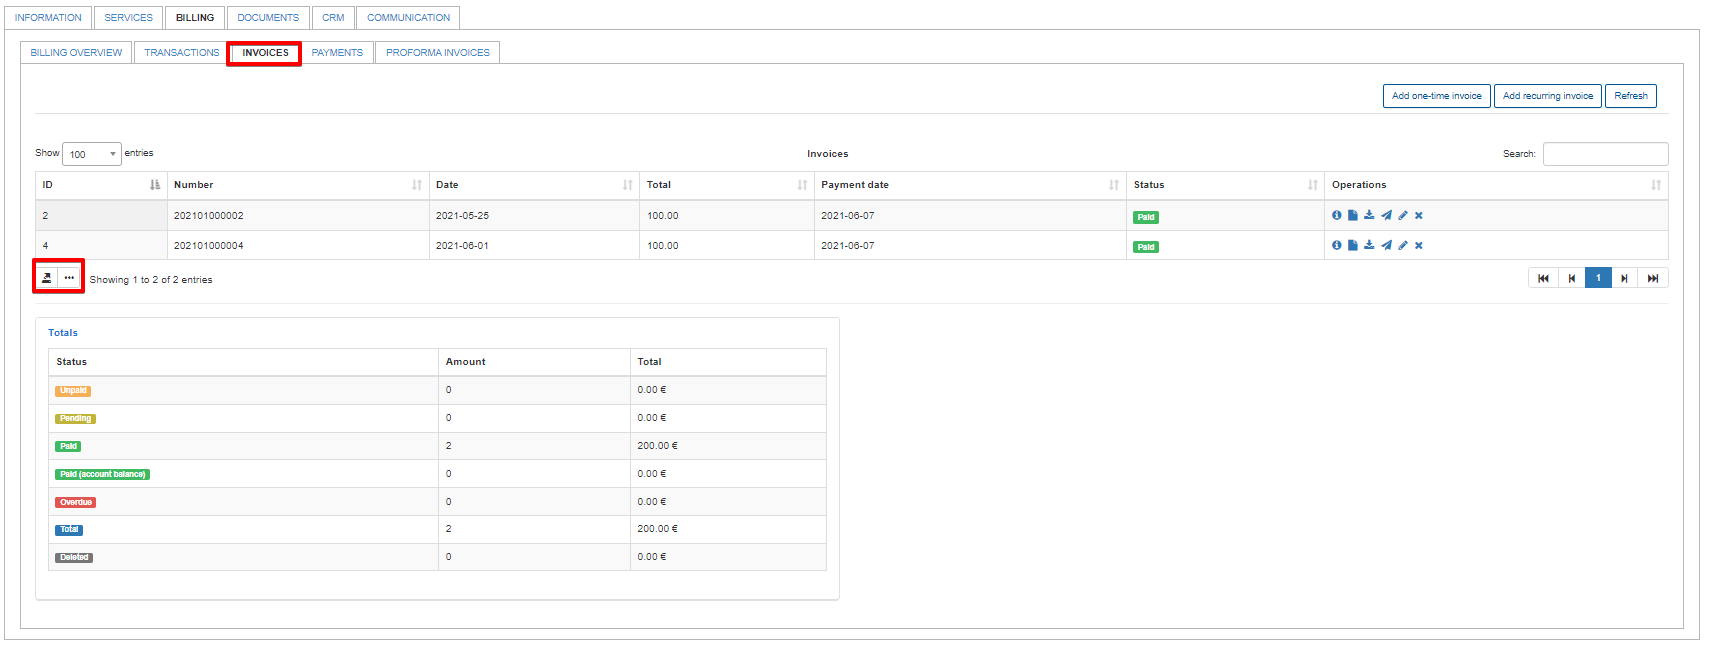 INFORMATION SERVICES BILLING DOCUMENTS CRM COMMUNICATION
BILLING OVERVIEW TRANSACTIONS INVOICES PAYMENTS PROFORMA INVOICES
Add one-time invoice Add recurring invoice Refresh
Show 100 entries Invoices Search:
ID Number Date Total Payment date Status Operations
2 202101000002 2021-05-25 100.00 2021-06-07 Paid
4 202101000004 2021-06-01 100.00 2021-06-07 Paid
Showing 1 to 2 of 2 entries 1
Totals
Status Amount Total
Unpaid 0 0.00 €
Pending 0 0.00 €
Paid 2 200.00 €
Paid (account balance) 0 0.00 €
Overdue 0 0.00 €
Total 2 200.00 €
Deleted 0 0.00 €